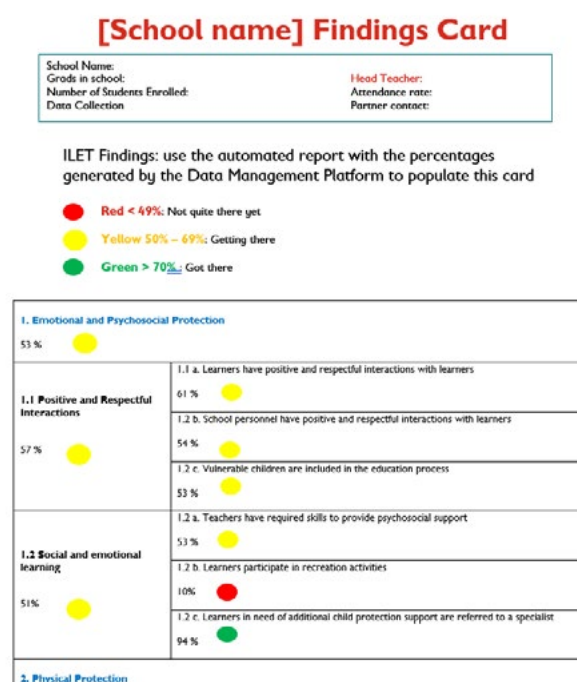 [School name] Findings Card
School Name:
Grads in school:
Number of Students Enrolled:
Data Collection
Head Teacher:
Attendance rate:
Partner contact:
ILET Findings: use the automated report with the percentages
generated by the Data Management Platform to populate this card
Red < 49%: Not quite there yet
Yellow 50% – 69%: Getting there
Green > 70%.: Got there
1. Emotional and Psychosocial Protection
53 %
1.1 Positive and Respectful
Interactions
57 %
1.1 a. Learners have positive and respectful interactions with learners
61 %
1.2 b. School personnel have positive and respectful interactions with learners
54 %
1.2 c. Vulnerable children are included in the education process
53 %
1.2 Social and emotional
learning
51%
1.2 a. Teachers have required skills to provide psychosocial support
53 %
1.2 b. Learners participate in recreation activities
10%
1.2 c. Learners in need of additional child protection support are referred to a specialist
94 %
2. Physical Protection